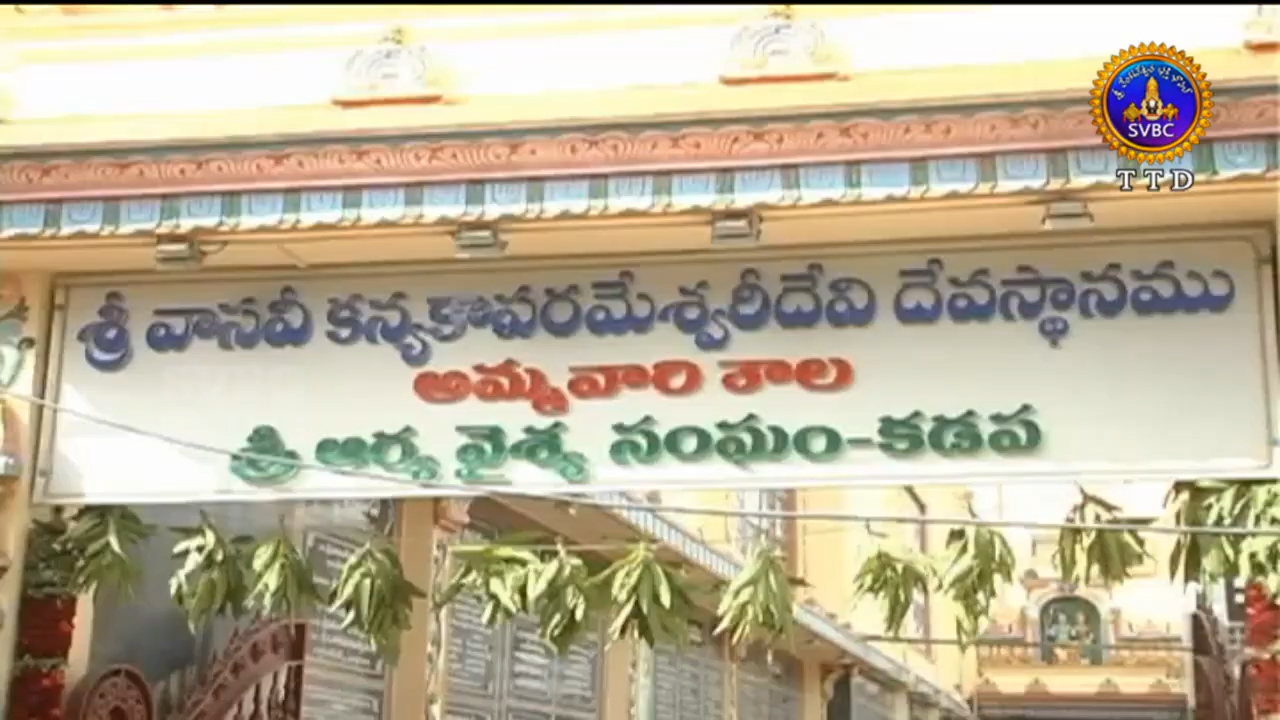 శ్రీ వాసవీ కన్యకాపరమేశ్వరీదేవి దేవస్థానము
అమ్మవారి శాల
శ్రీ ఆర్య వైశ్య సంఘం-కడప
SVBC
TTD